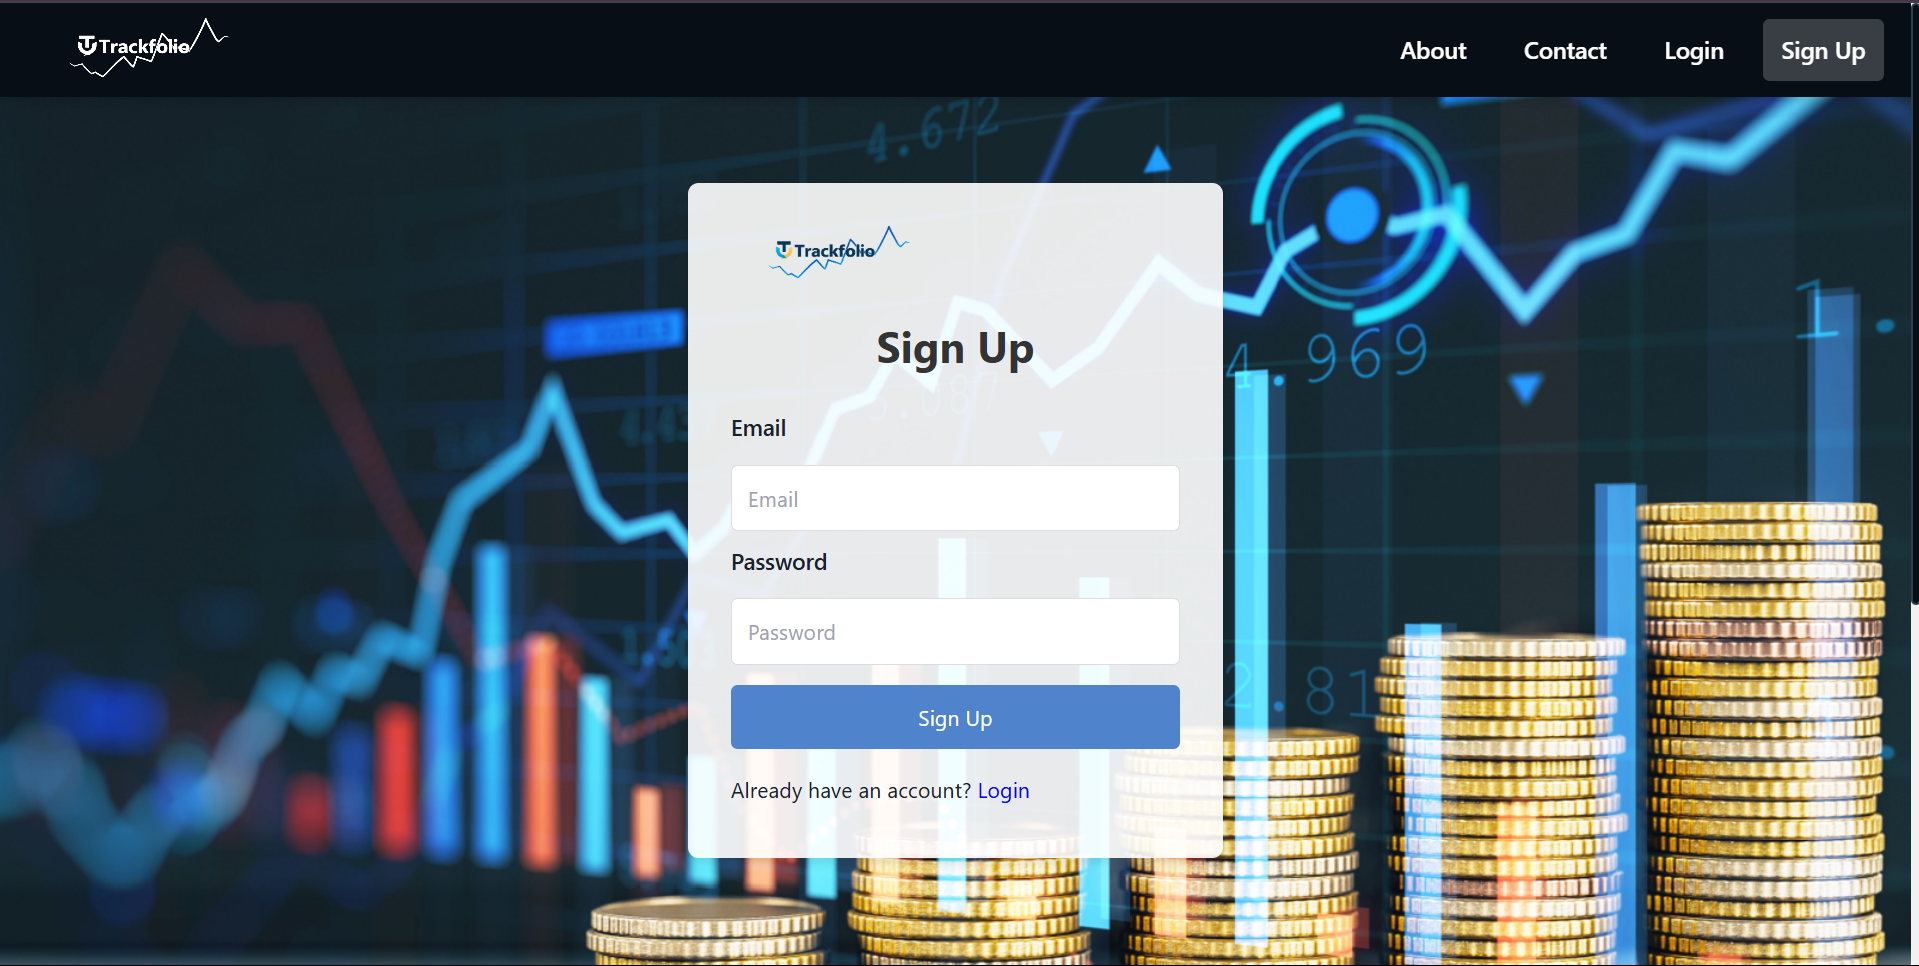 Trackfolio
About
Contact
Login
Sign Up
4.672
Trackfolio
Sign Up
4.969
1.
Email
Email
Password
Password
2.81
Sign Up
Already have an account? Login